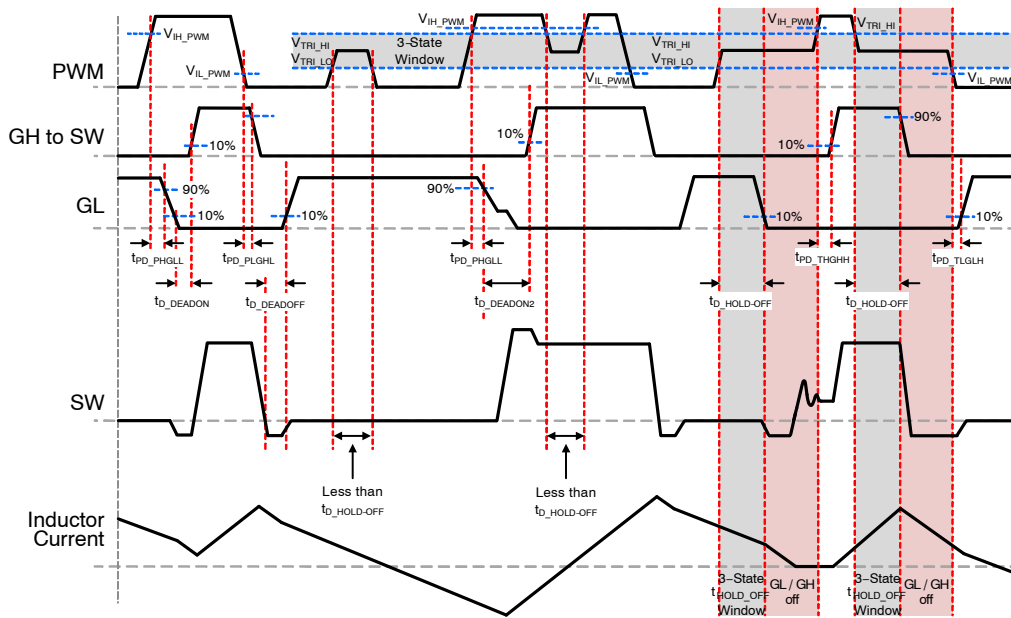 V_IH_PWM
V_IH_PWM
V_IH_PWM
V_TRI_HI
V_TRI_HI
3-State
Window
V_TRI_HI
V_TRI_LO
V_TRI_LO
V_IL_PWM
V_IL_PWM
V_IL_PWM
PWM
GH to SW
10%
10%
10%
90%
GL
90%
10%
10%
90%
10%
10%
t_PD_PHGLL
t_PD_PLGHL
t_PD_PHGLL
t_PD_THGHH
t_PD_TLGLH
t_D_DEADON
t_D_DEADOFF
t_D_DEADON2
t_D_HOLD-OFF
t_D_HOLD-OFF
SW
Less than
t_D_HOLD-OFF
Less than
t_D_HOLD-OFF
Inductor
Current
3-State
t_HOLD_OFF
Window
GL / GH
off
3-State
t_HOLD_OFF
Window
GL / GH
off